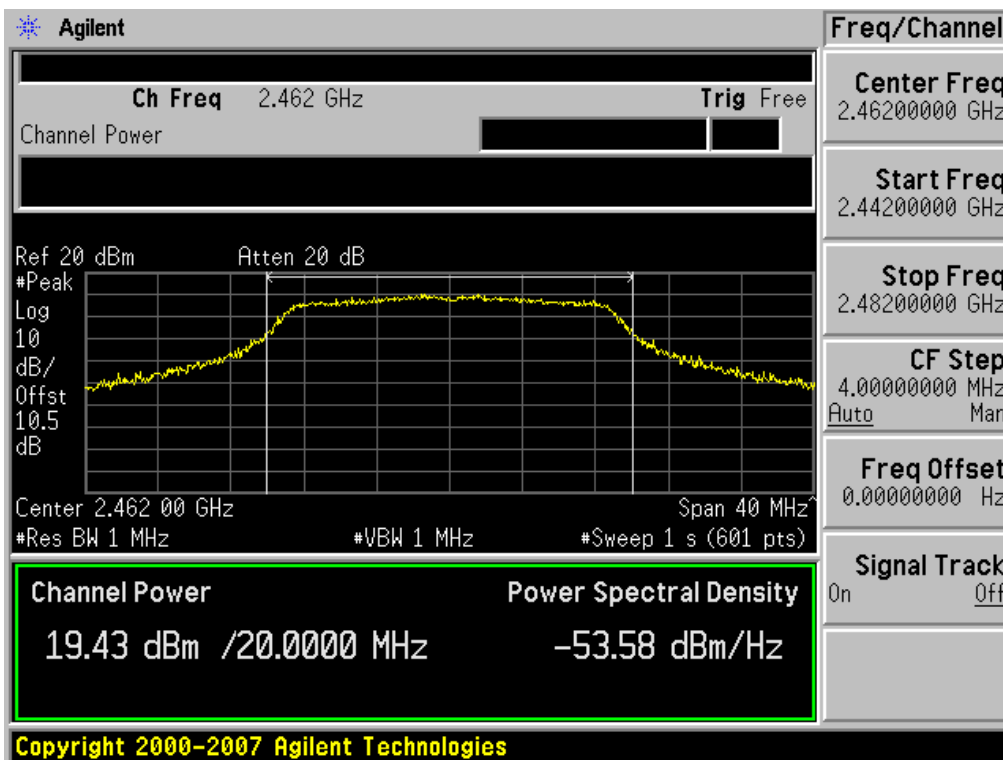 Agilent
Freq/Channel
Ch Freq 2.462 GHz Trig Free
Channel Power
Center Freq
2.46200000 GHz
Start Freq
2.44200000 GHz
Stop Freq
2.48200000 GHz
CF Step
4.00000000 MHz
Auto Man
Freq Offset
0.00000000 Hz
Signal Track
On Off
Ref 20 dBm Atten 20 dB
#Peak
Log
10
dB/
Offst
10.5
dB
Center 2.462 00 GHz Span 40 MHz^
#Res BW 1 MHz #VBW 1 MHz #Sweep 1 s (601 pts)
Channel Power Power Spectral Density
19.43 dBm /20.0000 MHz -53.58 dBm/Hz
Copyright 2000-2007 Agilent Technologies